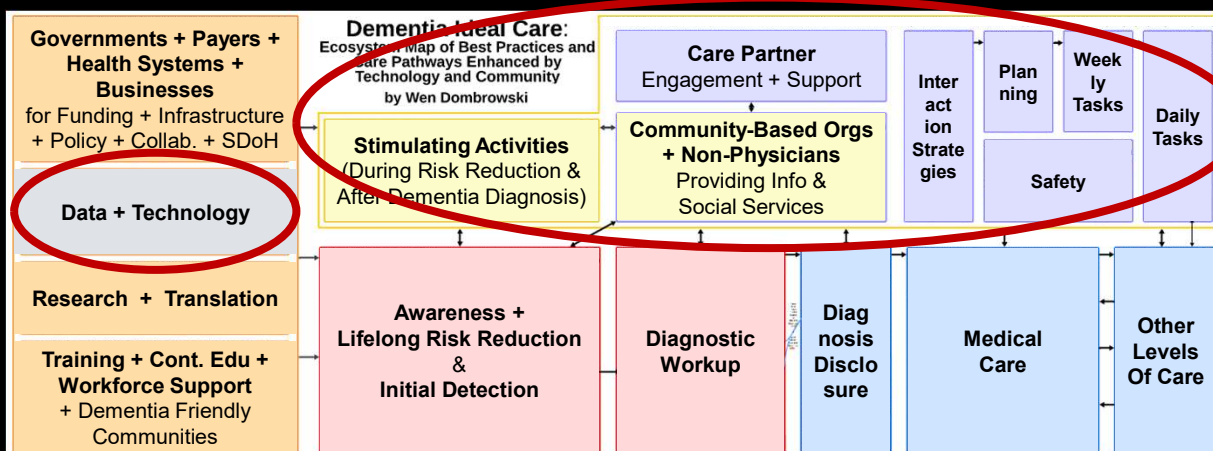 Governments + Payers +
Health Systems +
Businesses
for Funding + Infrastructure
+ Policy + Collab. + SDoH
Data + Technology
Research + Translation
Training + Cont. Edu +
Workforce Support
+ Dementia Friendly
Communities
Dementia Ideal Care:
Ecosystem Map of Best Practices and
Care Pathways Enhanced by
Technology and Community
by Wen Dombrowski
Stimulating Activities
(During Risk Reduction &
After Dementia Diagnosis)
Care Partner
Engagement + Support
Community-Based Orgs
+ Non-Physicians
Providing Info &
Social Services
Inter
act
ion
Strate
gies
Plan
ning
Week
ly
Tasks
Safety
Daily
Tasks
Awareness +
Lifelong Risk Reduction
&
Initial Detection
Diagnostic
Workup
Diag
nosis
Disclo
sure
Medical
Care
Other
Levels
Of Care